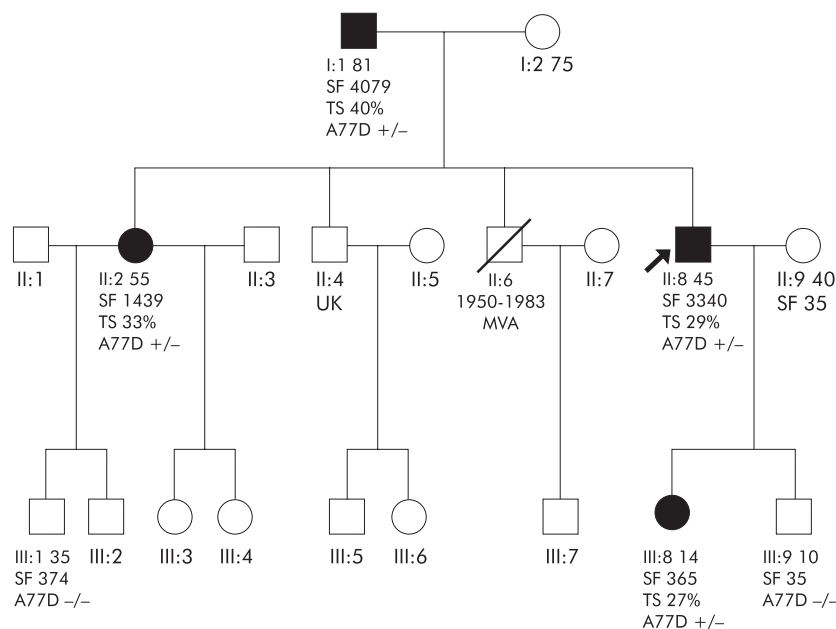 I:1 81
SF 4079
TS 40%
A77D +/–
I:2 75
II:1
II:2 55
SF 1439
TS 33%
A77D +/–
II:3
II:4
UK
II:5
II:6
1950-1983
MVA
II:7
II:8 45
SF 3340
TS 29%
A77D +/–
II:9 40
SF 35
III:1 35
SF 374
A77D –/–
III:2
III:3
III:4
III:5
III:6
III:7
III:8 14
SF 365
TS 27%
A77D +/–
III:9 10
SF 35
A77D –/–